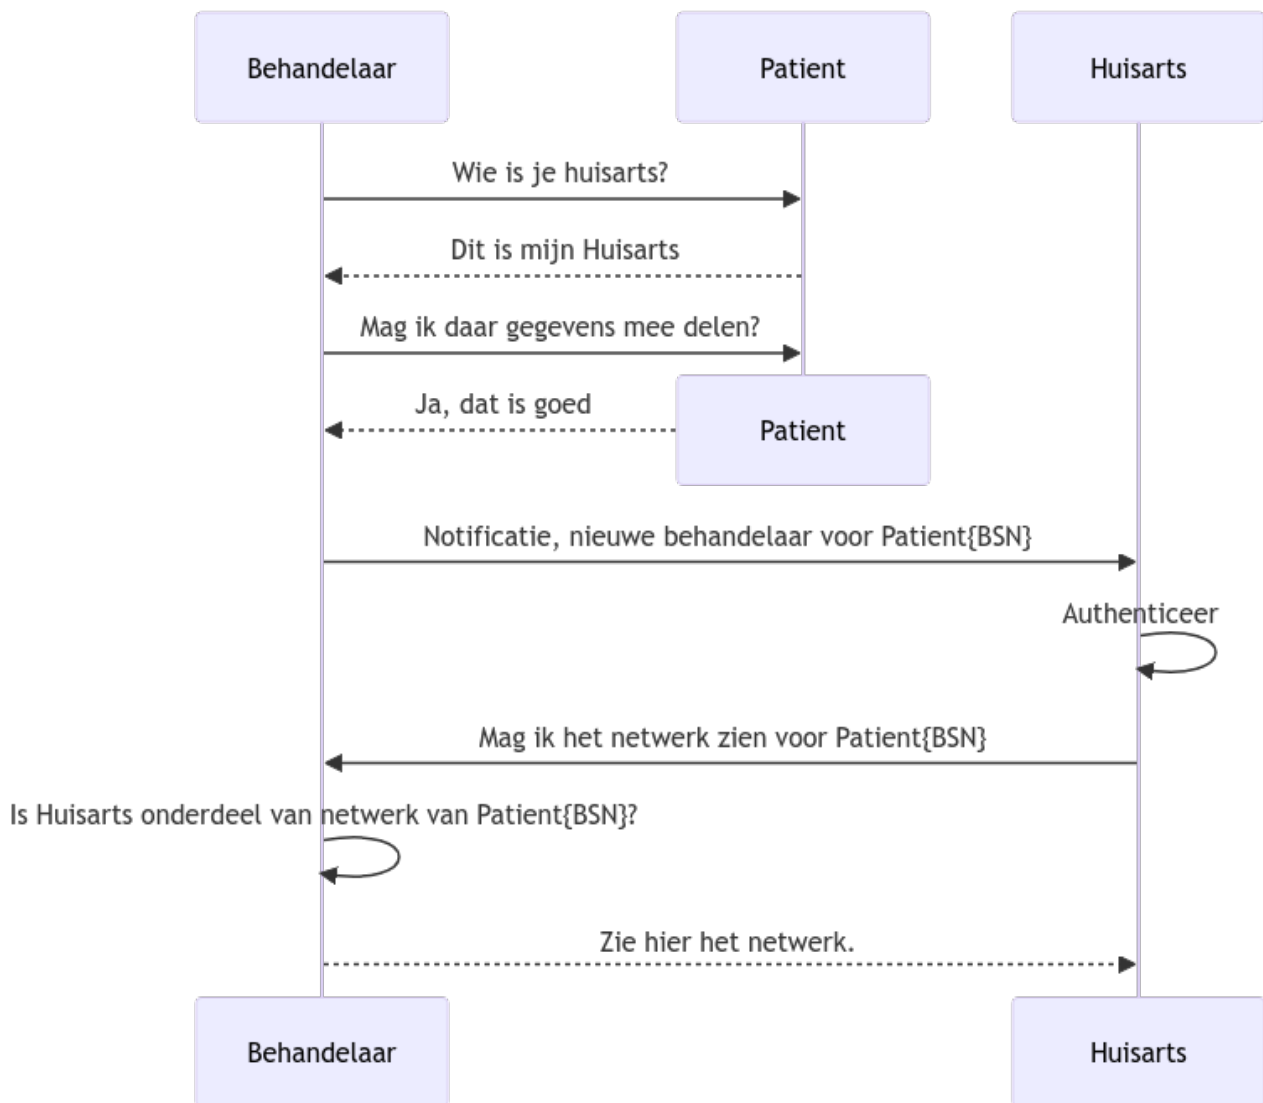 Behandelaar
Patient
Huisarts
Wie is je huisarts?
Dit is mijn Huisarts
Mag ik daar gegevens mee delen?
Ja, dat is goed
Patient
Notificatie, nieuwe behandelaar voor Patient{BSN}
Authenticeer
Mag ik het netwerk zien voor Patient{BSN}
Is Huisarts onderdeel van netwerk van Patient{BSN}?
Zie hier het netwerk.
Behandelaar
Huisarts